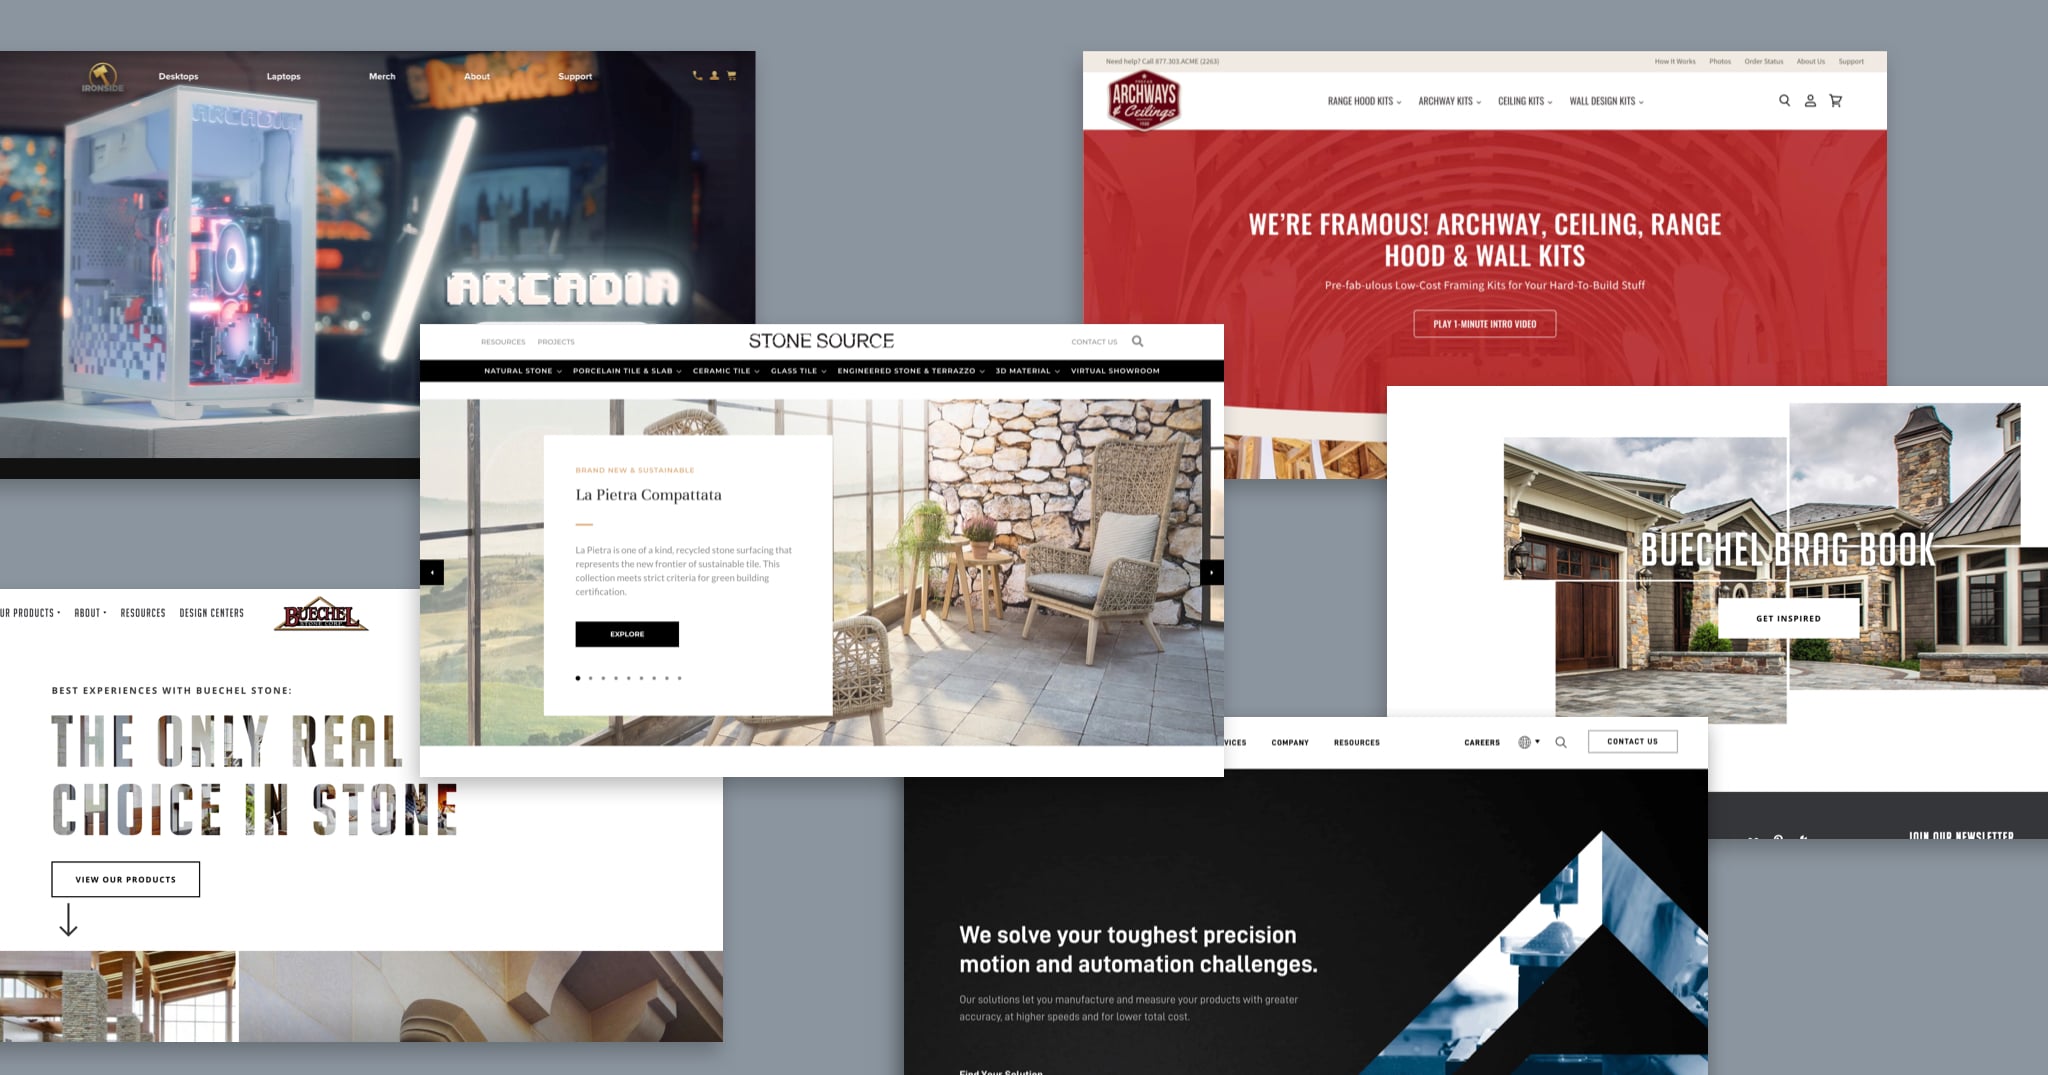 IRONSIDE
Desktops
Laptops
Merch
About
Support
ARCADIA
ARCADIA
Need help? Call 877.303.ACME (2263)
How It Works
Photos
Order Status
About Us
Support
PREFAB
ARCHWAYS
& Ceilings
RANGE HOOD KITS
ARCHWAY KITS
CEILING KITS
WALL DESIGN KITS
WE'RE FRAMOUS! ARCHWAY, CEILING, RANGE
HOOD & WALL KITS
Pre-fab-ulous Low-Cost Framing Kits for Your Hard-To-Build Stuff
PLAY 1-MINUTE INTRO VIDEO
RESOURCES
PROJECTS
STONE SOURCE
CONTACT US
NATURAL STONE
PORCELAIN TILE & SLAB
CERAMIC TILE
GLASS TILE
ENGINEERED STONE & TERRAZZO
3D MATERIAL
VIRTUAL SHOWROOM
BRAND NEW & SUSTAINABLE
La Pietra Compattata
La Pietra is one of a kind, recycled stone surfacing that
represents the new frontier of sustainable tile. This
collection meets strict criteria for green building
certification.
EXPLORE
BUECHEL BRAG BOOK
GET INSPIRED
JOIN OUR NEWSLETTER
UR PRODUCTS
ABOUT
RESOURCES
DESIGN CENTERS
BUECHEL
STONE CORP.
BEST EXPERIENCES WITH BUECHEL STONE:
THE ONLY REAL
CHOICE IN STONE
VIEW OUR PRODUCTS
VICES
COMPANY
RESOURCES
CAREERS
CONTACT US
We solve your toughest precision
motion and automation challenges.
Our solutions let you manufacture and measure your products with greater
accuracy, at higher speeds and for lower total cost.
Find Your Solution